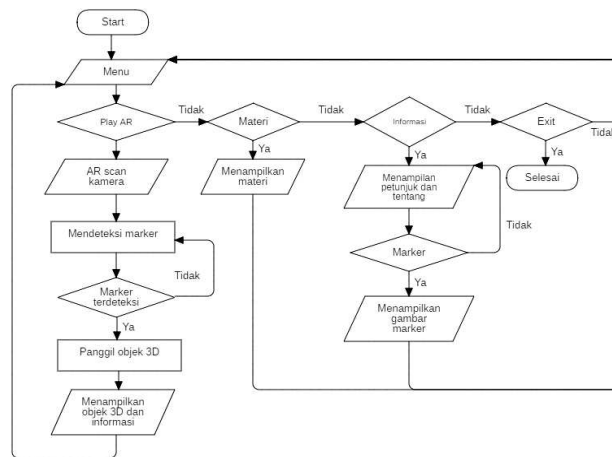 Start
Menu
Play AR
Tidak
Materi
Tidak
Informasi
Tidak
Exit
Tidak
Ya
Ya
Ya
AR scan
kamera
Menampilkan
materi
Menampilan
petunjuk dan
tentang
Selesai
Mendeteksi marker
Tidak
Tidak
Marker
Marker
terdeteksi
Ya
Ya
Panggil objek 3D
Menampilkan
gambar
marker
Menampilkan
objek 3D dan
informasi